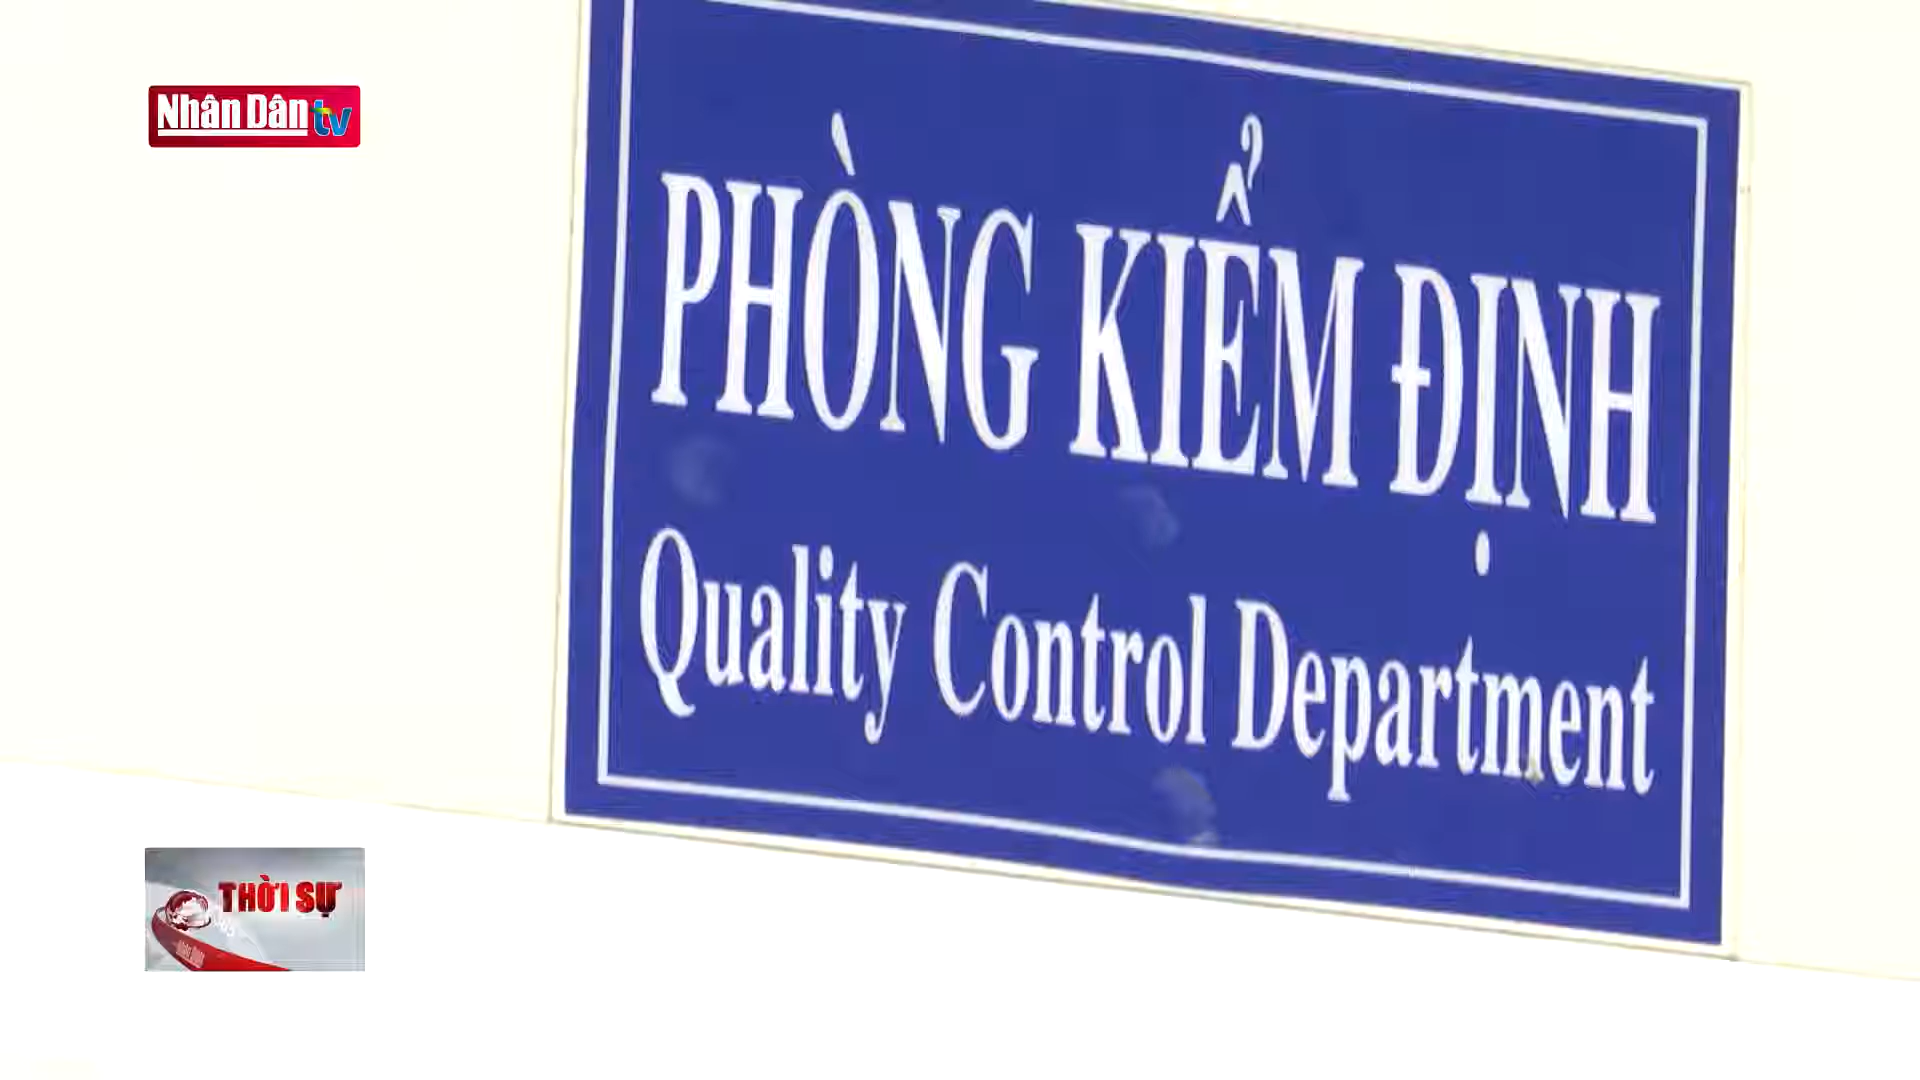 Nhân Dân tv
PHÒNG KIỂM ĐỊNH
Quality Control Department
THỜI SỰ